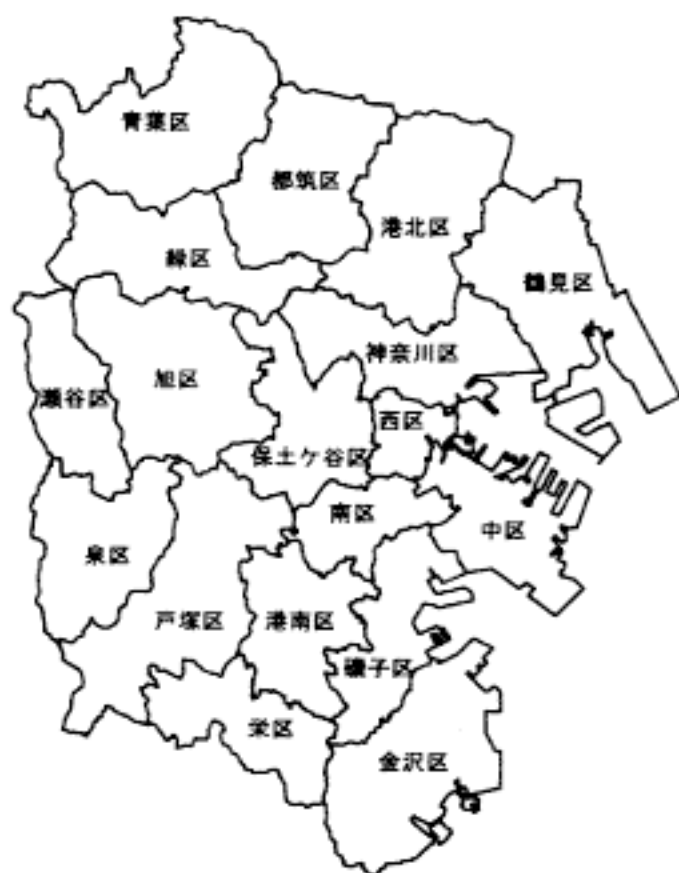 青葉区
都筑区
港北区
緑区
鶴見区
神奈川区
瀬谷区
旭区
西区
保土ケ谷区
南区
中区
泉区
戸塚区
港南区
磯子区
栄区
金沢区